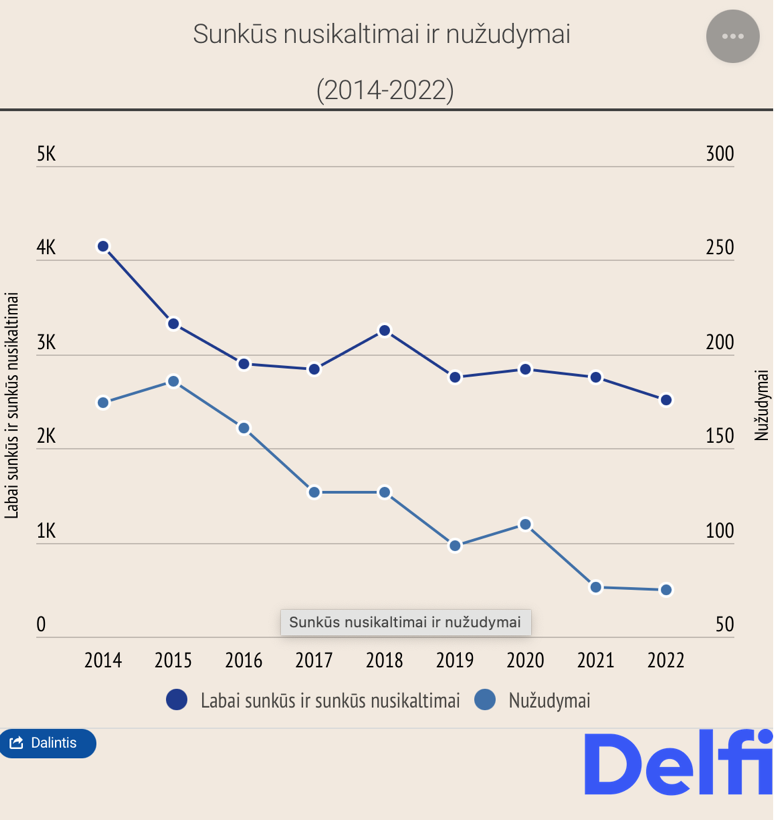 Sunkūs nusikaltimai ir nužudymai
(2014-2022)
5K 300
4K 250
3K 200
2K 150
1K 100
0 50
Labai sunkūs ir sunkūs nusikaltimai
Nužudymai
Sunkūs nusikaltimai ir nužudymai
2014 2015 2016 2017 2018 2019 2020 2021 2022
Labai sunkūs ir sunkūs nusikaltimai Nužudymai
Dalintis
Delfi